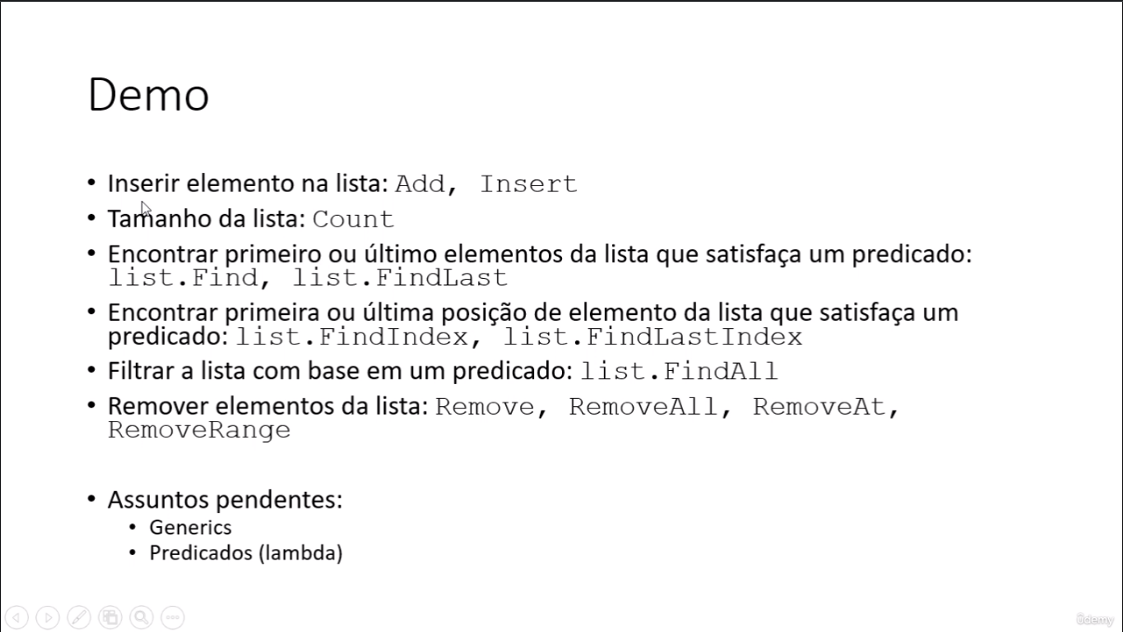 Demo
• Inserir elemento na lista: Add, Insert
• Tamanho da lista: Count
• Encontrar primeiro ou último elementos da lista que satisfaça um predicado:
list.Find, list.FindLast
• Encontrar primeira ou última posição de elemento da lista que satisfaça um
predicado: list.FindIndex, list.FindLastIndex
• Filtrar a lista com base em um predicado: list.FindAll
• Remover elementos da lista: Remove, RemoveAll, RemoveAt,
RemoveRange
• Assuntos pendentes:
• Generics
• Predicados (lambda)
ûdemy